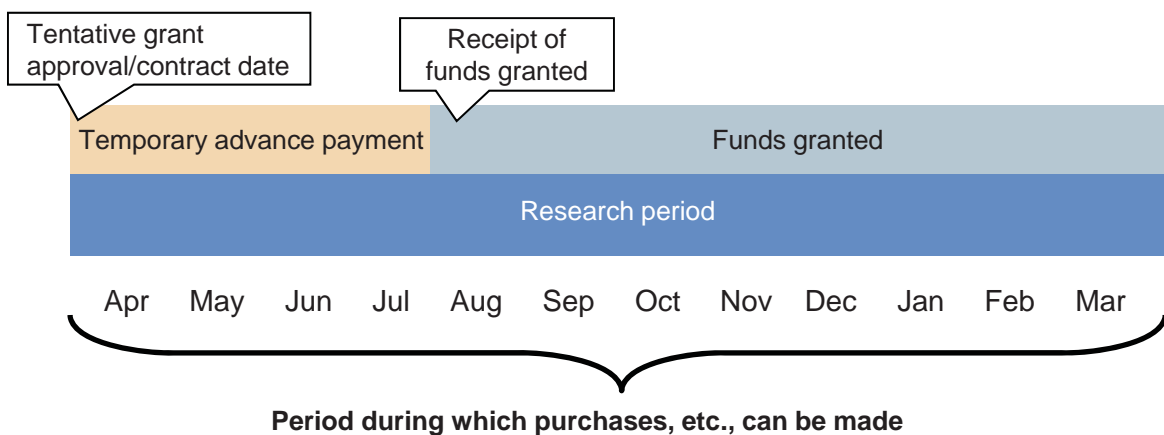 Tentative grant
approval/contract date
Receipt of
funds granted
Temporary advance payment
Funds granted
Research period
Apr May Jun Jul Aug Sep Oct Nov Dec Jan Feb Mar
Period during which purchases, etc., can be made